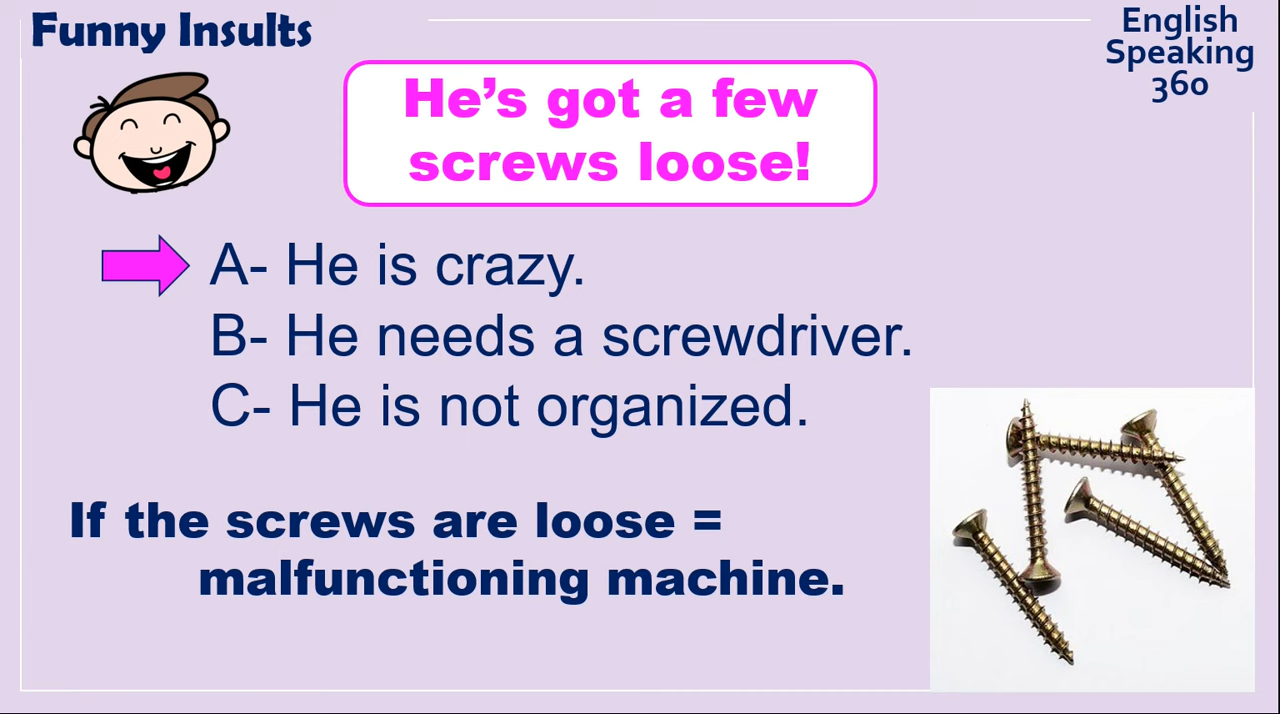 Funny Insults
English
Speaking
360
He's got a few
screws loose!
A- He is crazy.
B- He needs a screwdriver.
C- He is not organized.
If the screws are loose =
malfunctioning machine.